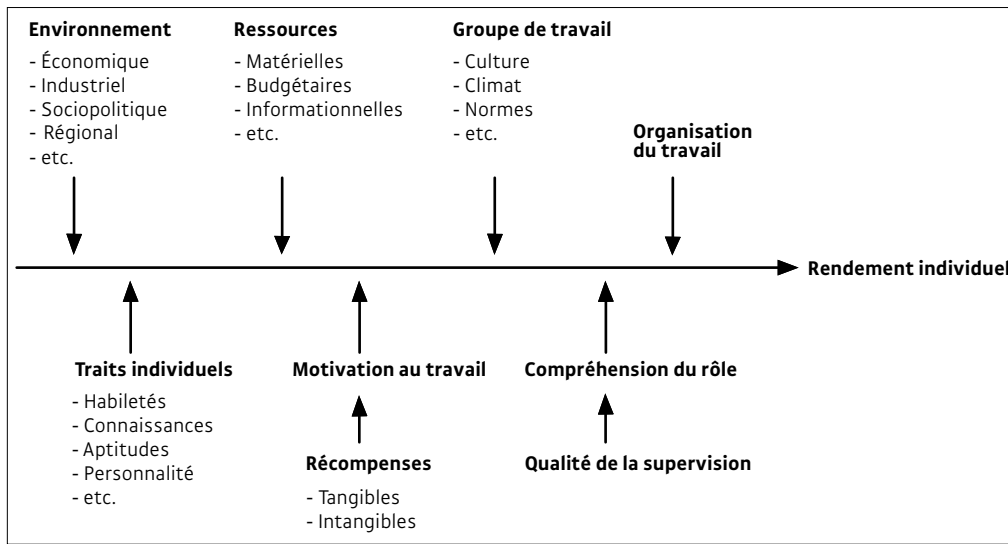 Environnement
- Économique
- Industriel
- Sociopolitique
- Régional
- etc.
Ressources
- Matérielles
- Budgétaires
- Informationnelles
- etc.
Groupe de travail
- Culture
- Climat
- Normes
- etc.
Organisation
du travail
Rendement individuel
Traits individuels
- Habiletés
- Connaissances
- Aptitudes
- Personnalité
- etc.
Motivation au travail
Récompenses
- Tangibles
- Intangibles
Compréhension du rôle
Qualité de la supervision